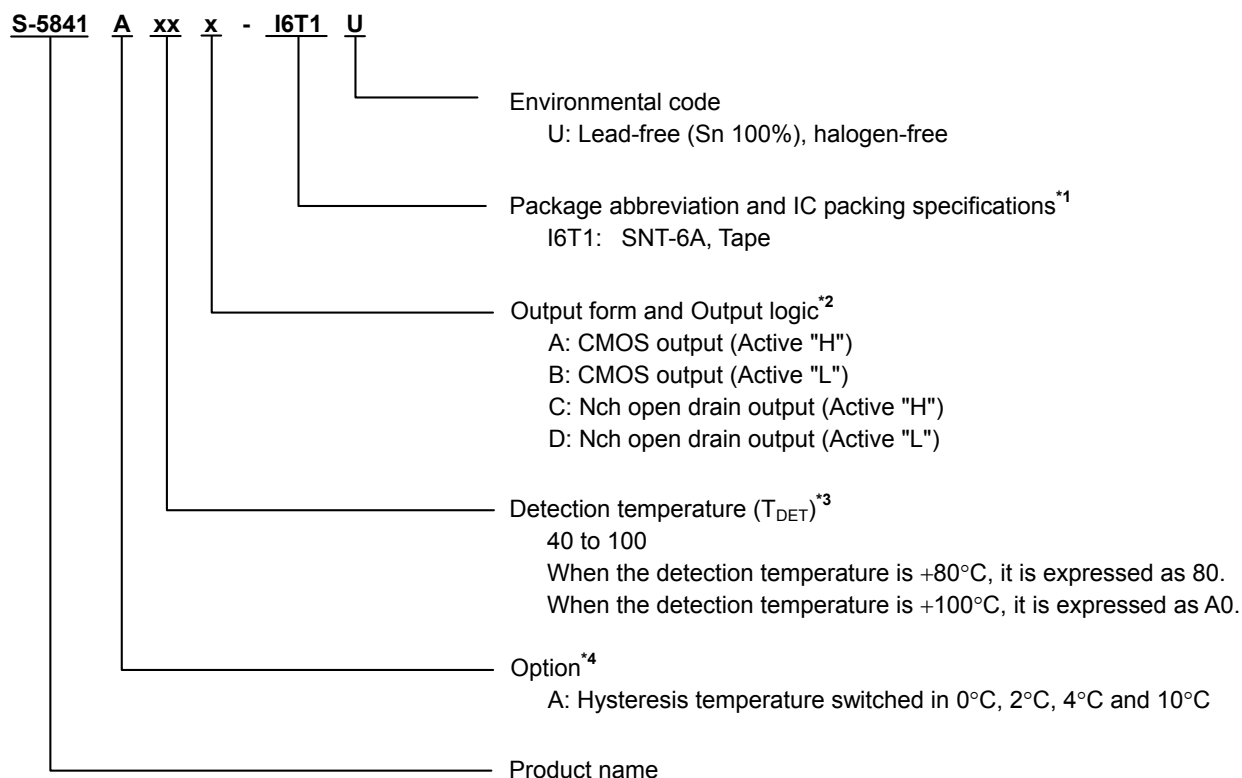 S-5841 A xx x - I6T1 U
Environmental code
U: Lead-free (Sn 100%), halogen-free
Package abbreviation and IC packing specifications*1
I6T1: SNT-6A, Tape
Output form and Output logic*2
A: CMOS output (Active "H")
B: CMOS output (Active "L")
C: Nch open drain output (Active "H")
D: Nch open drain output (Active "L")
Detection temperature (TDET)*3
40 to 100
When the detection temperature is +80°C, it is expressed as 80.
When the detection temperature is +100°C, it is expressed as A0.
Option*4
A: Hysteresis temperature switched in 0°C, 2°C, 4°C and 10°C
Product name